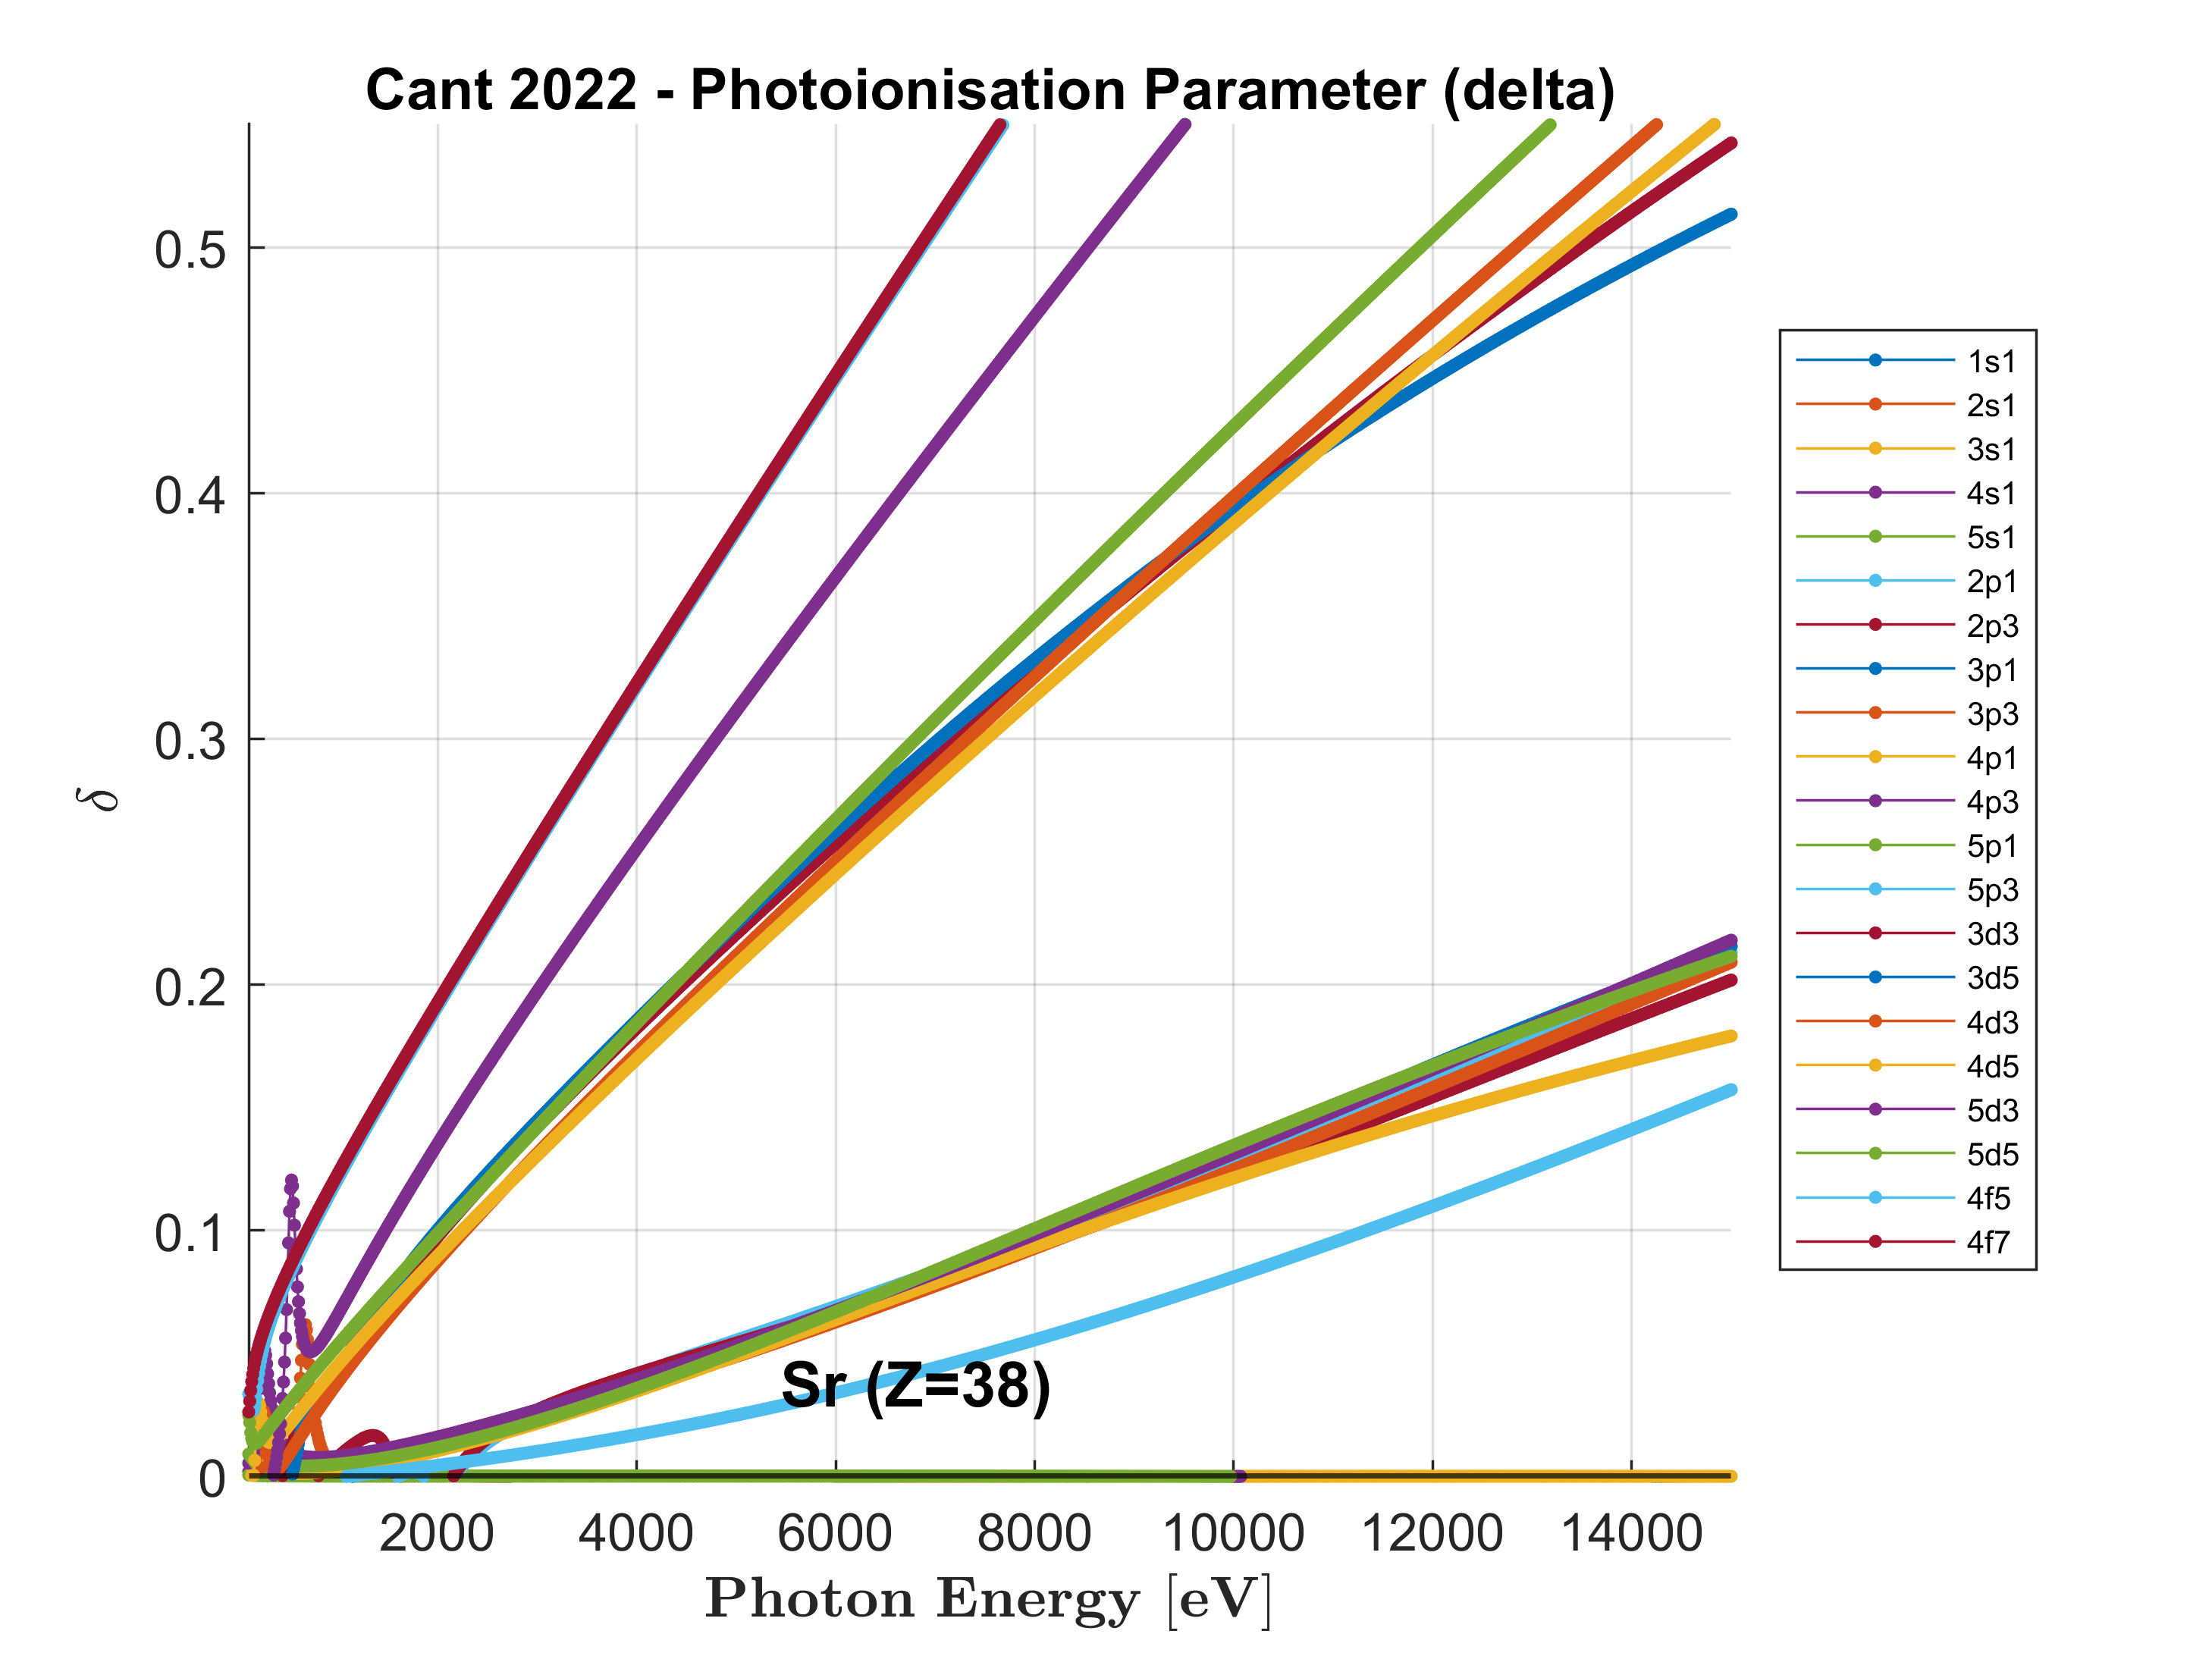 Cant 2022 - Photoionisation Parameter (delta)
0.5
0.4
0.3
0.2
0.1
0
δ
2000 4000 6000 8000 10000 12000 14000
Photon Energy [eV]
Sr (Z=38)
1s1
2s1
3s1
4s1
5s1
2p1
2p3
3p1
3p3
4p1
4p3
5p1
5p3
3d3
3d5
4d3
4d5
5d3
5d5
4f5
4f7